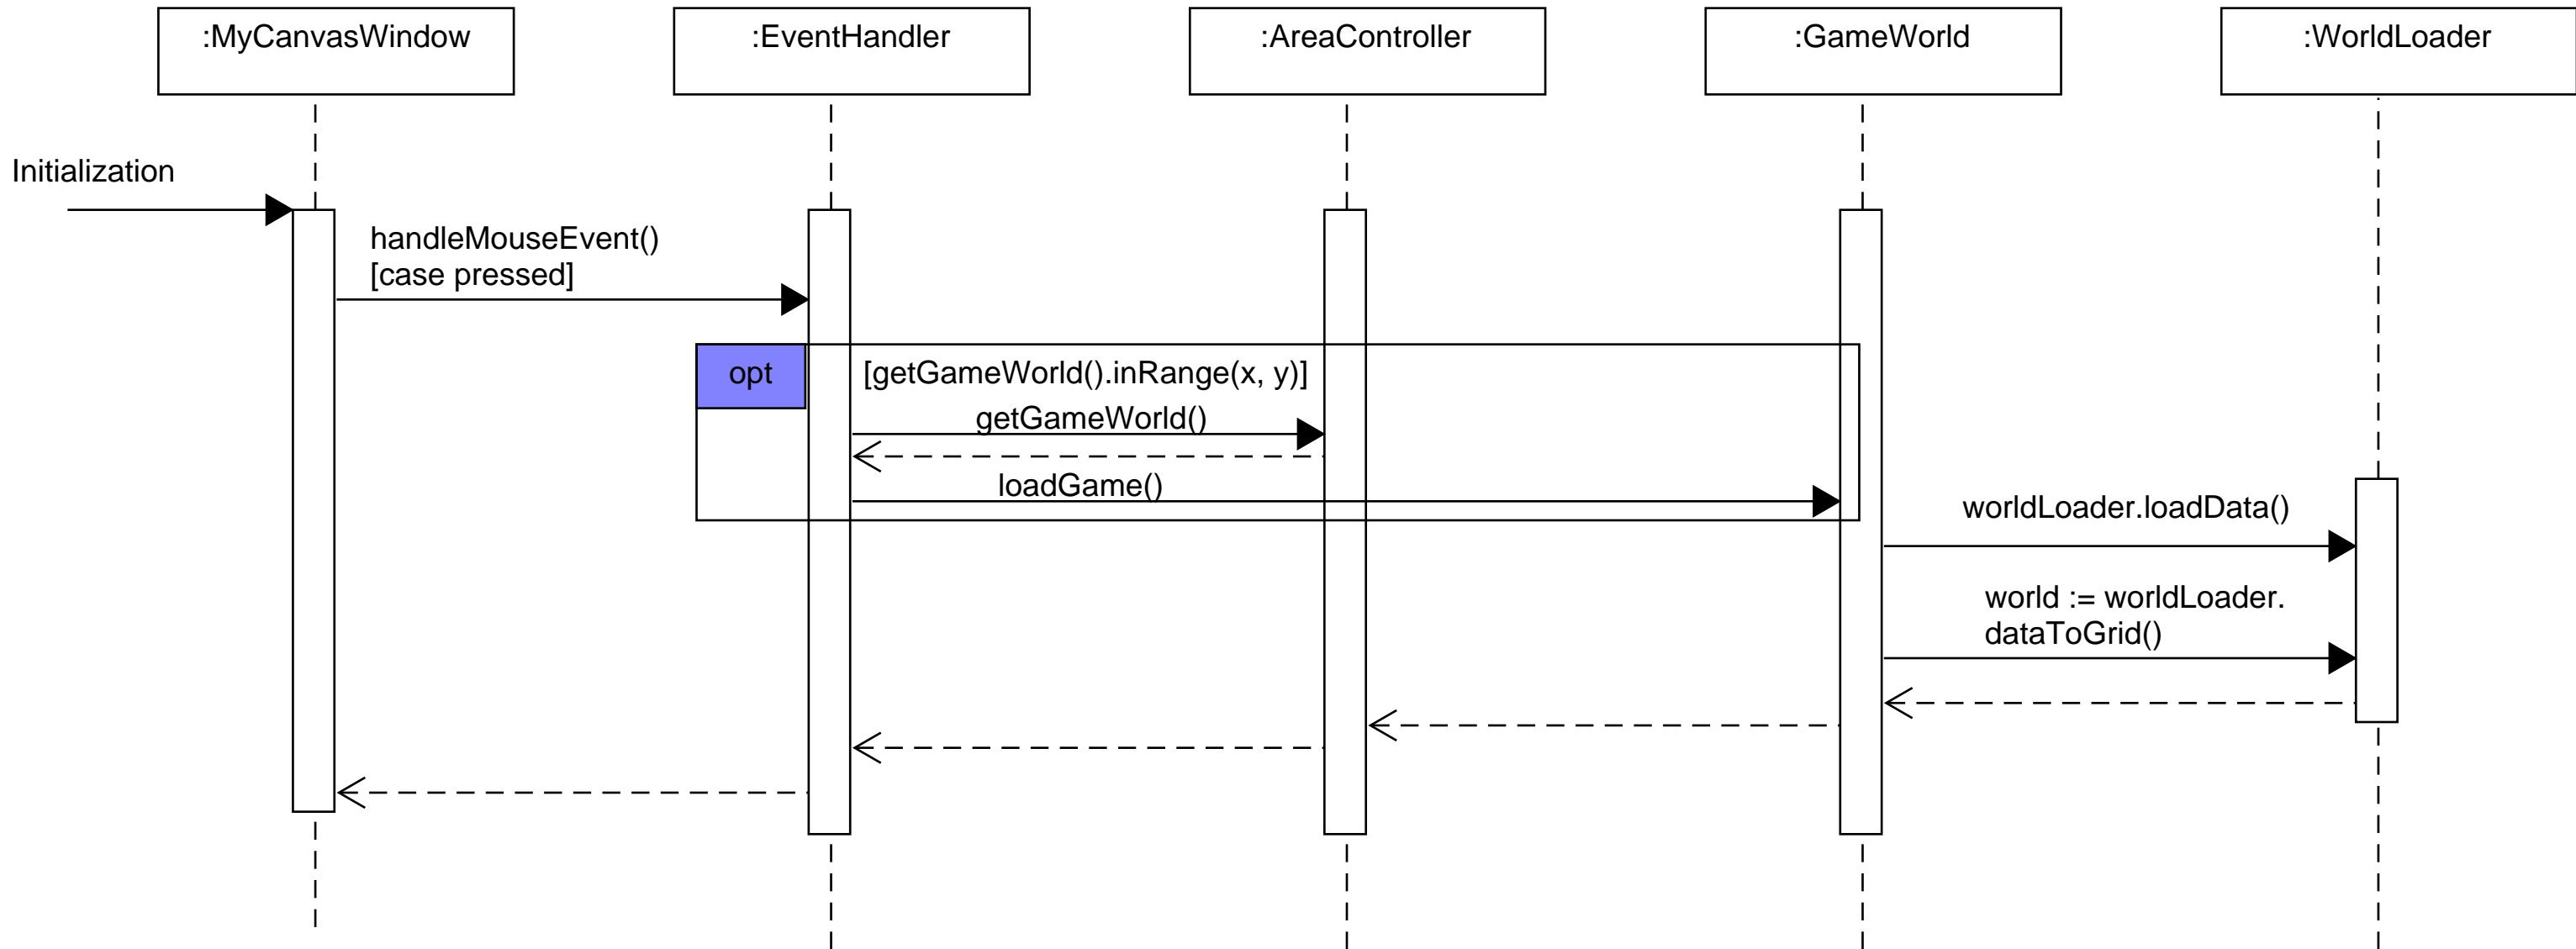 :MyCanvasWindow
:EventHandler
:AreaController
:GameWorld
:WorldLoader
Initialization
handleMouseEvent()
[case pressed]
opt
[getGameWorld().inRange(x, y)]
getGameWorld()
loadGame()
worldLoader.loadData()
world := worldLoader.
dataToGrid()